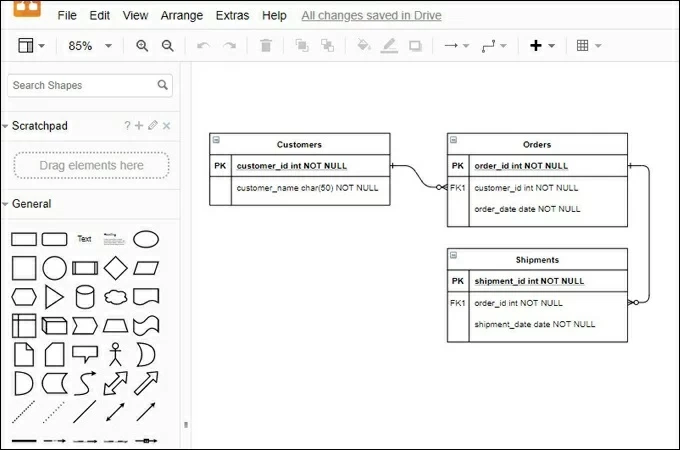 File Edit View Arrange Extras Help All changes saved in Drive
85%
Search Shapes
Scratchpad ? + ×
Drag elements here
General
Text
Customers
PK customer_id int NOT NULL
customer_name char(50) NOT NULL
Orders
PK order_id int NOT NULL
FK1 customer_id int NOT NULL
order_date date NOT NULL
Shipments
PK shipment_id int NOT NULL
FK1 order_id int NOT NULL
shipment_date date NOT NULL